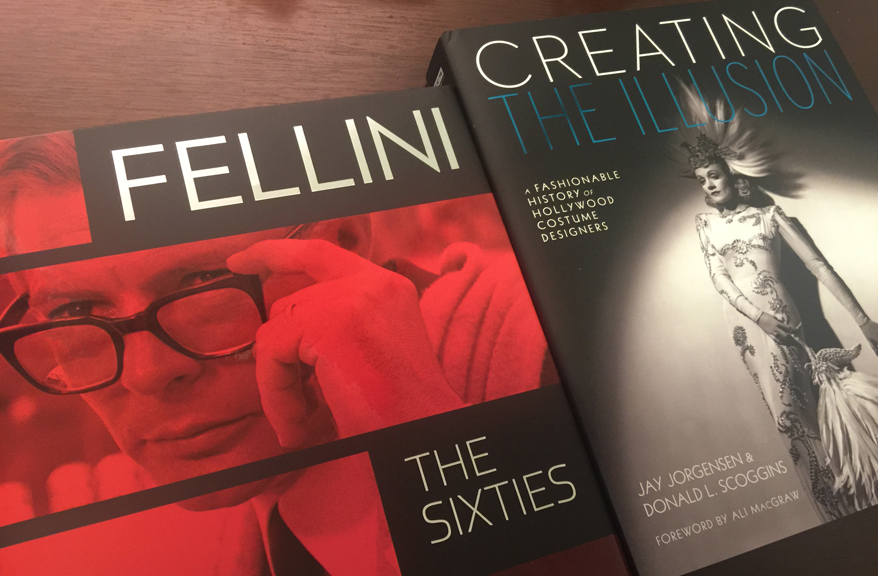 FELLINI
THE
SIXTIES
CREATING
THE ILLUSION
A FASHIONABLE
HISTORY OF
HOLLYWOOD
COSTUME
DESIGNERS
JAY JORGENSEN &
DONALD L. SCOGGINS
FOREWORD BY ALI MACGRAW